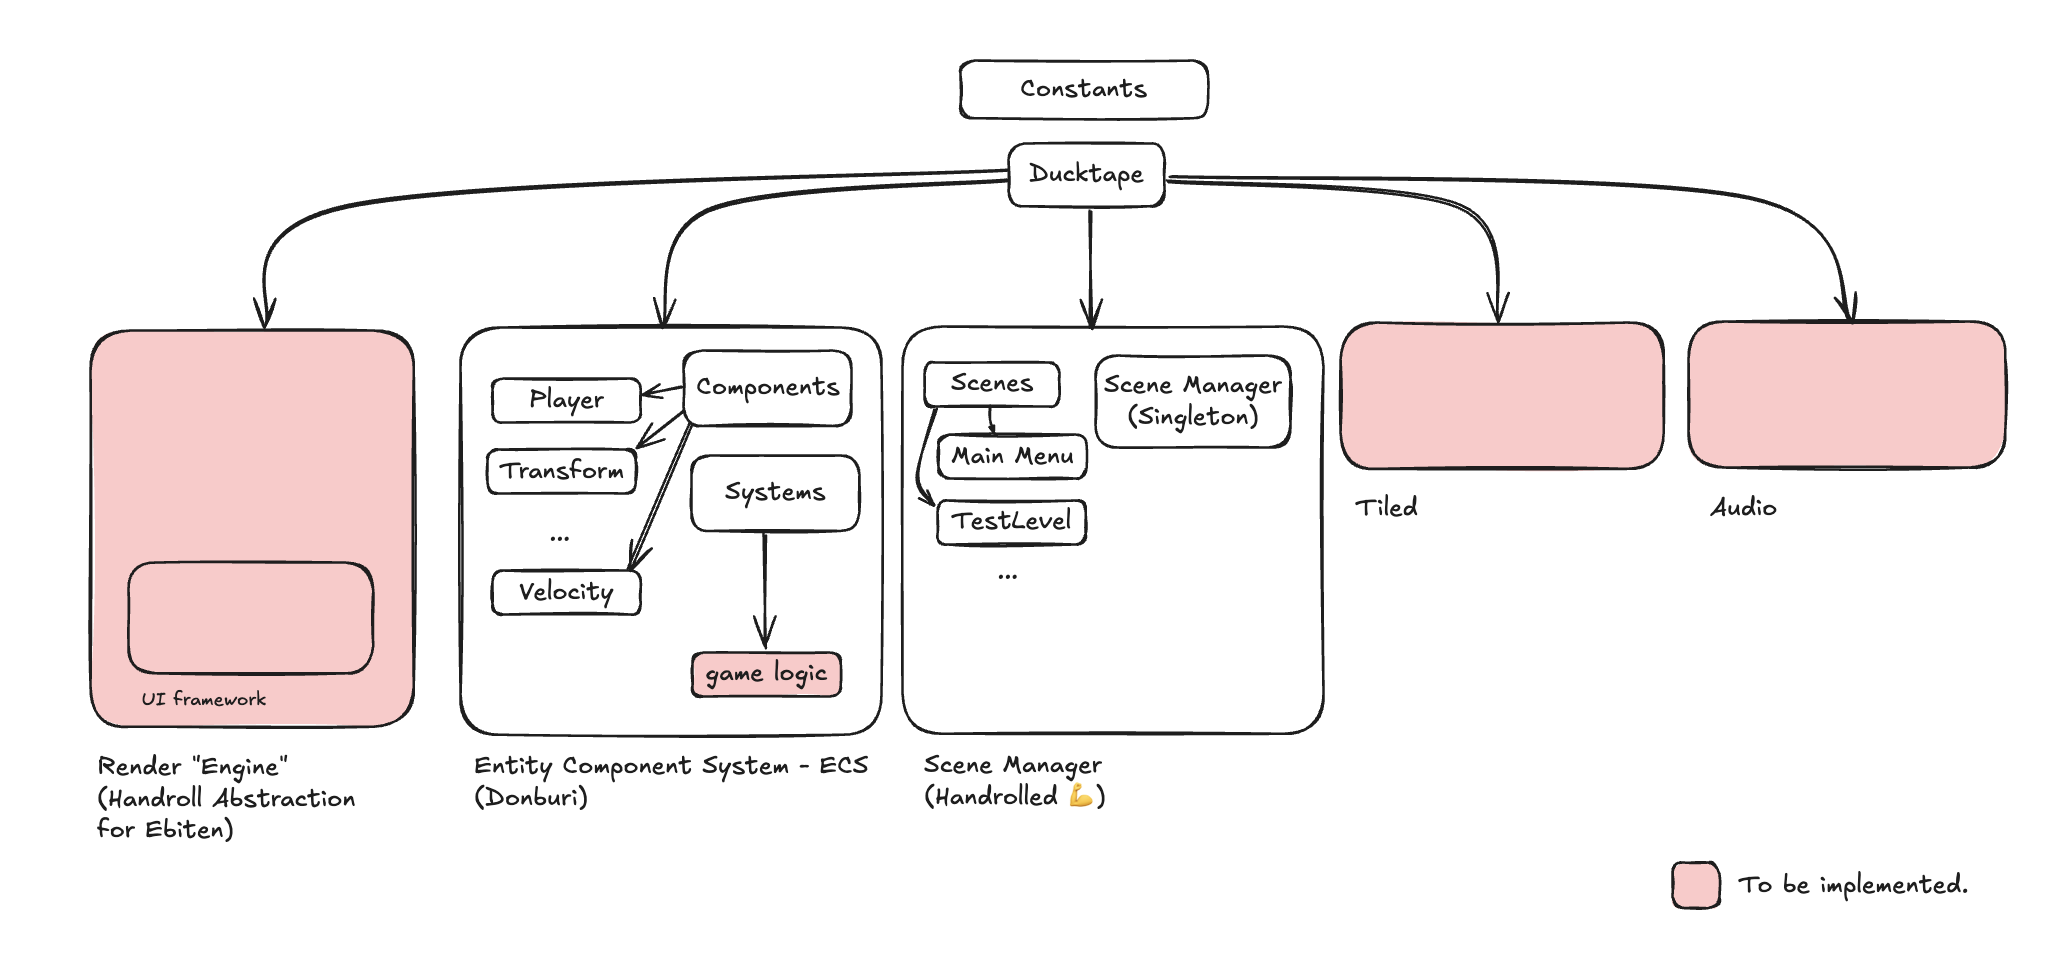 Constants
Ducktape
Components
Player
Transform
...
Velocity
Systems
game logic
Scenes
Main Menu
TestLevel
...
Scene Manager
(Singleton)
Tiled
Audio
UI framework
Render "Engine"
(Handroll Abstraction
for Ebiten)
Entity Component System - ECS
(Donburi)
Scene Manager
(Handrolled 💪)
To be implemented.